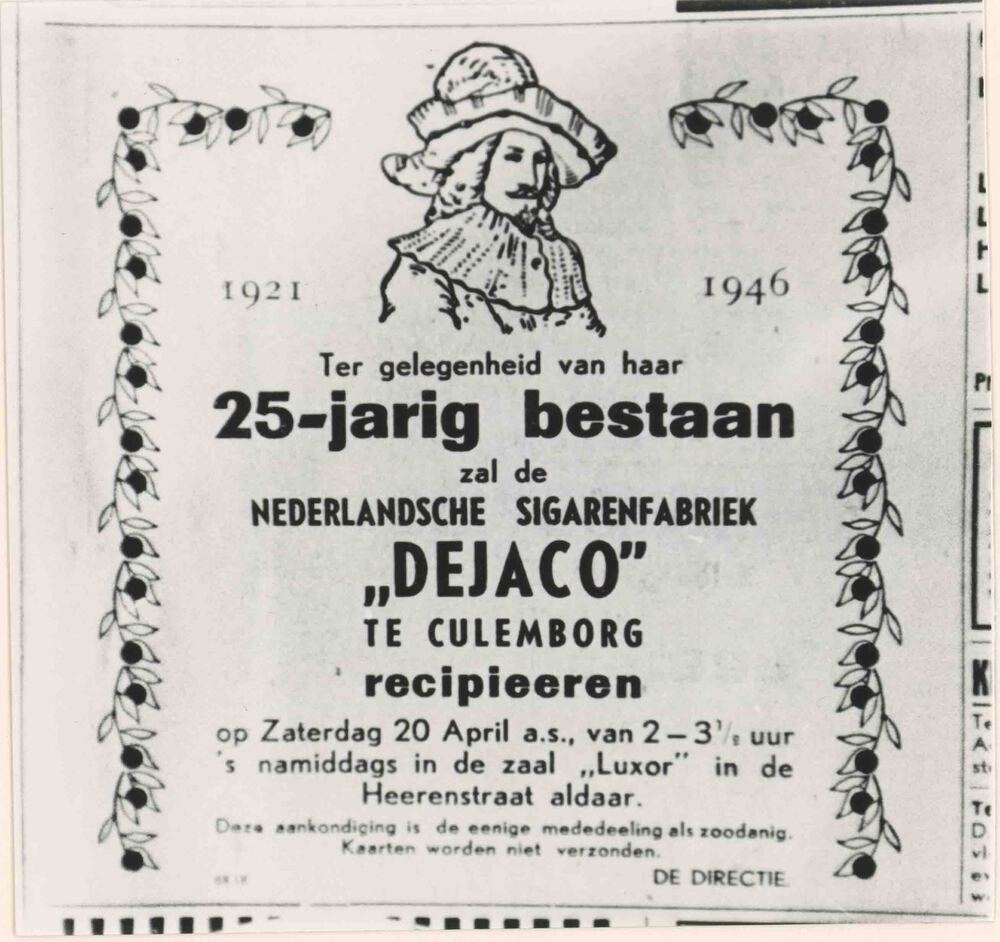 1921
1946
Ter gelegenheid van haar
25-jarig bestaan
zal de
NEDERLANDSCHE SIGARENFABRIEK
„DEJACO”
TE CULEMBORG
recipieeren
op Zaterdag 20 April a.s., van 2 – 3½ uur
's namiddags in de zaal „Luxor” in de
Heerenstraat aldaar.
Deze aankondiging is de eenige mededeeling als zoodanig.
Kaarten worden niet verzonden.
DE DIRECTIE.